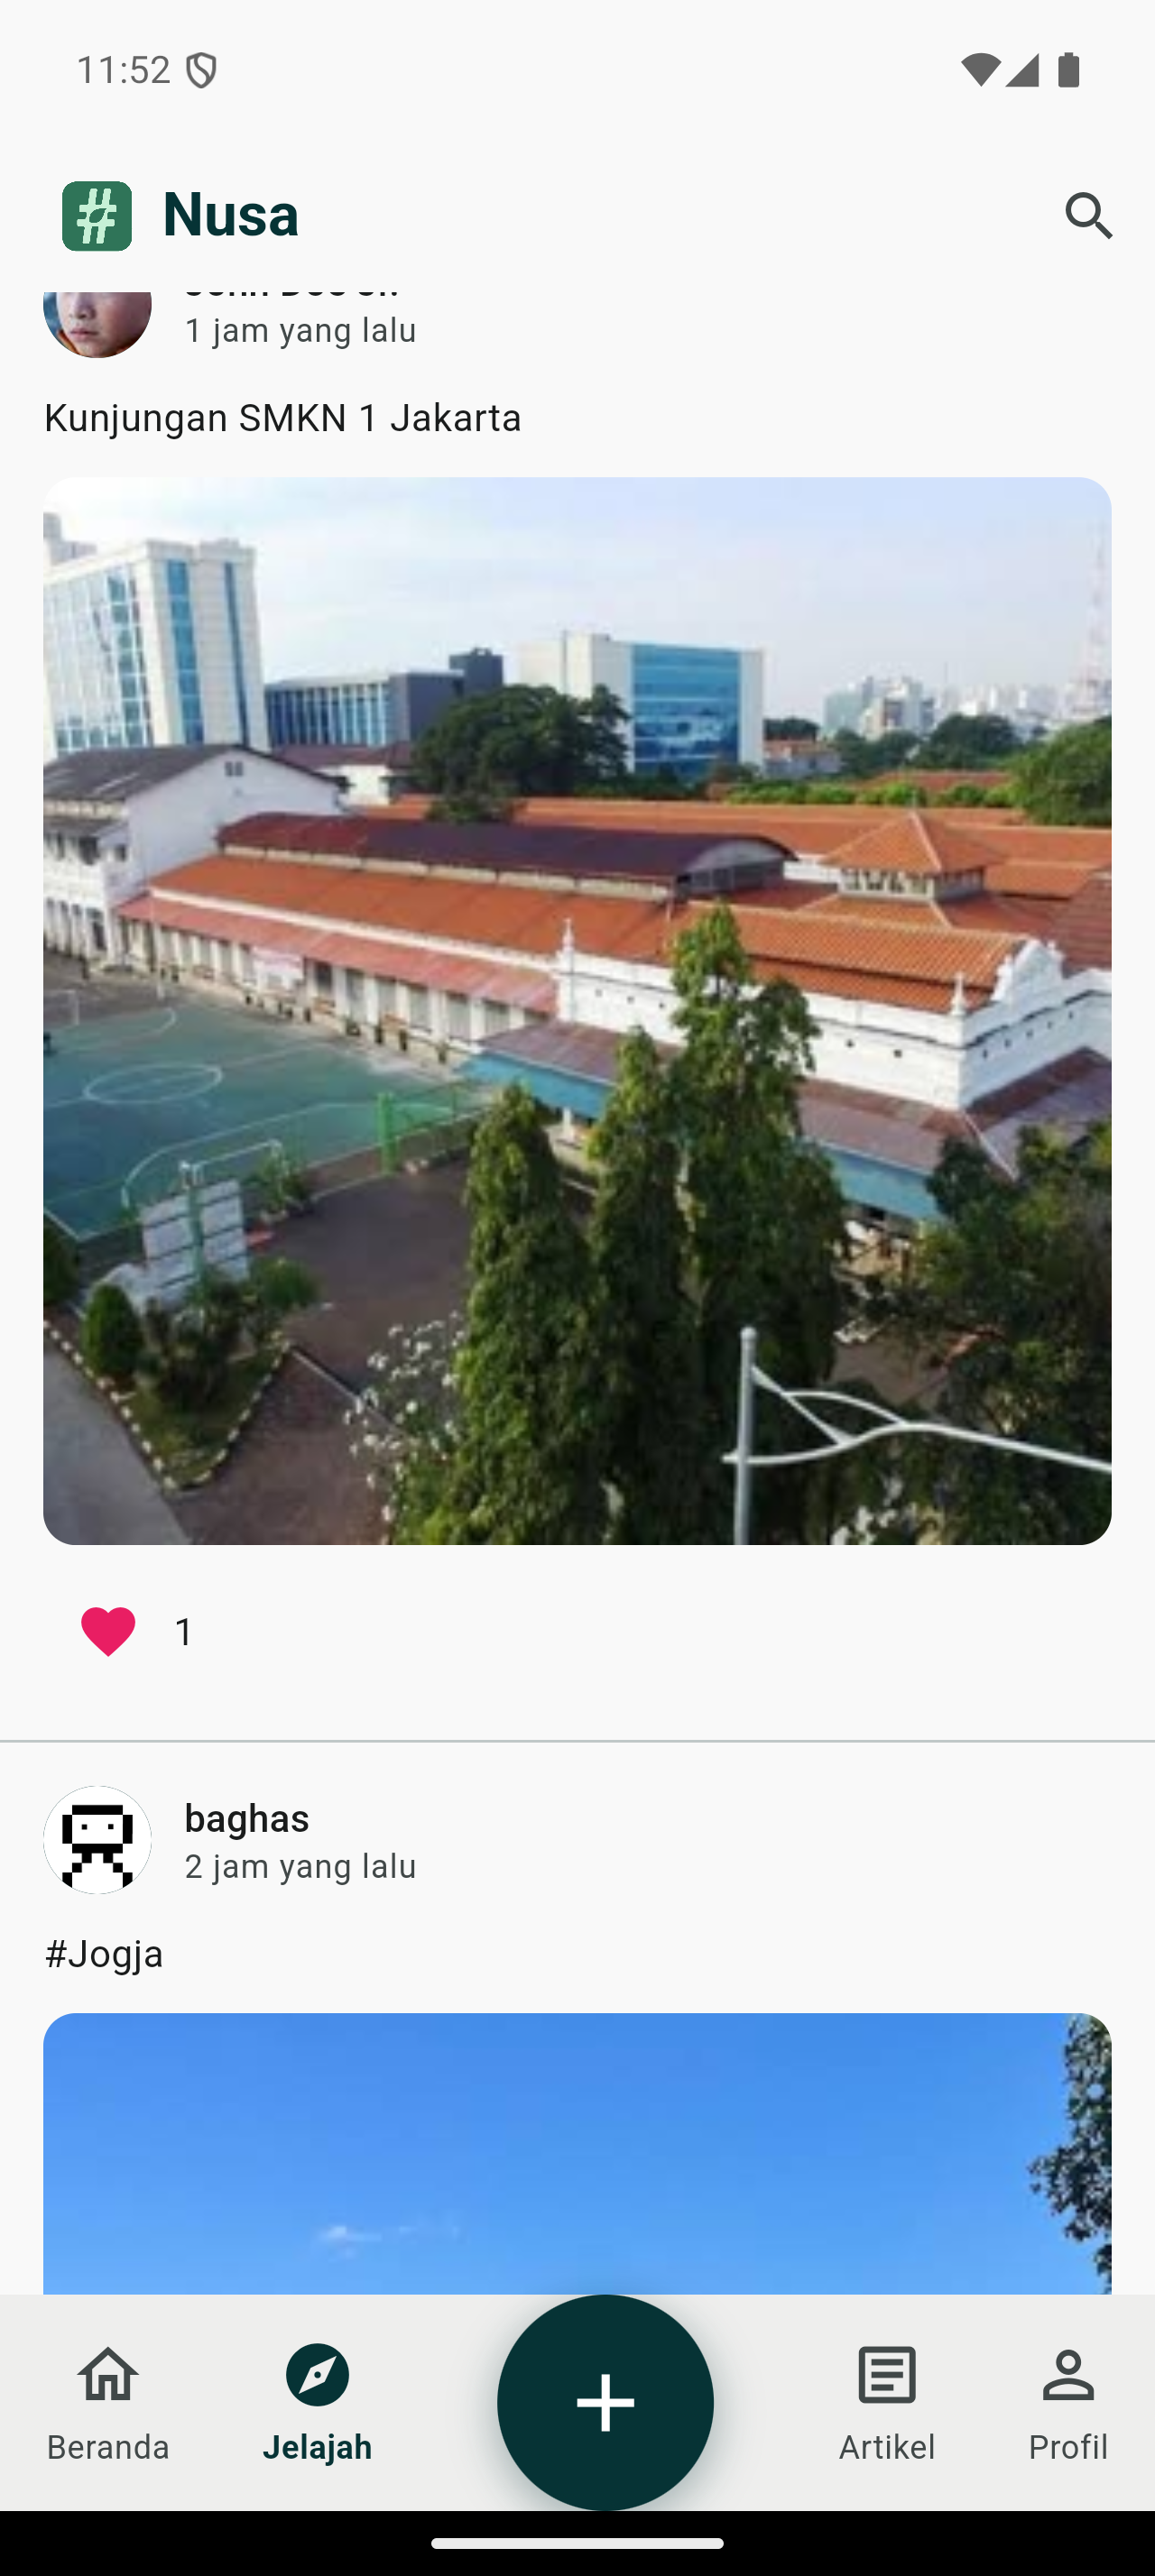 11:52
Nusa
1 jam yang lalu
Kunjungan SMKN 1 Jakarta
1
baghas
2 jam yang lalu
#Jogja
Beranda
Jelajah
Artikel
Profil